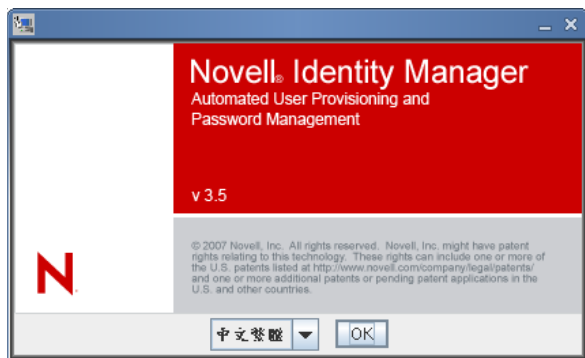 Novell® Identity Manager
Automated User Provisioning and
Password Management
v 3.5
© 2007 Novell, Inc. All rights reserved. Novell, Inc. might have patent
rights relating to this technology. These rights can include one or more of
the U.S. patents listed at http://www.novell.com/company/legal/patents/
and one or more additional patents or pending patent applications in the
U.S. and other countries.
N
中文
OK